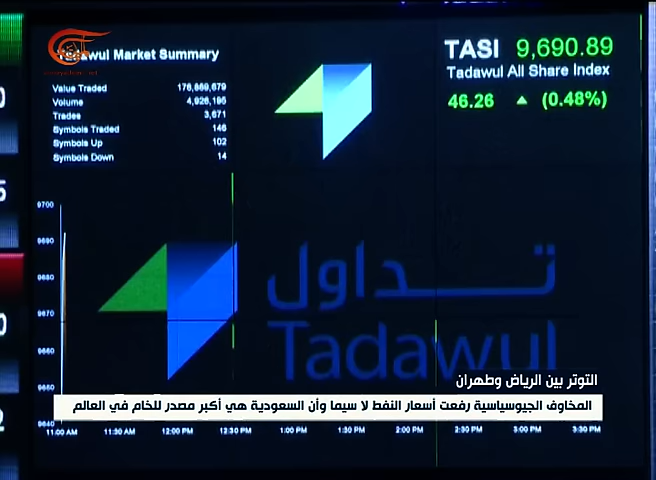 Tadawul Market Summary
Value Traded 176,869,679
Volume 4,926,195
Trades 3,671
Symbols Traded 146
Symbols Up 102
Symbols Down 14
TASI 9,690.89
Tadawul All Share Index
46.26 ▲ (0.48%)
9700
9690
9680
9670
9660
9650
9640
تداول
Tadawul
التوتر بين الرياض وطهران
المخاوف الجيوسياسية رفعت أسعار النفط لا سيما وأن السعودية هي أكبر مصدر للخام في العالم
11:00 AM 11:30 AM 12:00 PM 12:30 PM 1:00 PM 1:30 PM 2:00 PM 2:30 PM 3:00 PM 3:30 PM